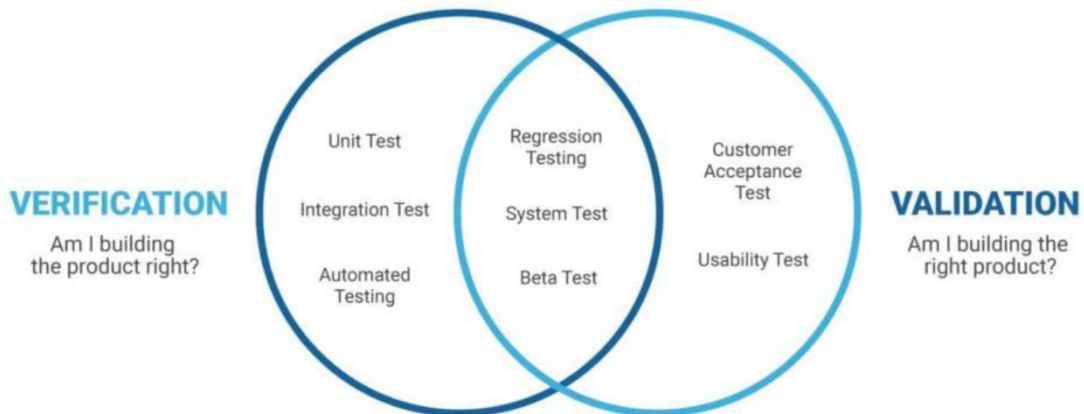 VERIFICATION
Am I building
the product right?
Unit Test
Integration Test
Automated
Testing
Regression
Testing
System Test
Beta Test
Customer
Acceptance
Test
Usability Test
VALIDATION
Am I building the
right product?